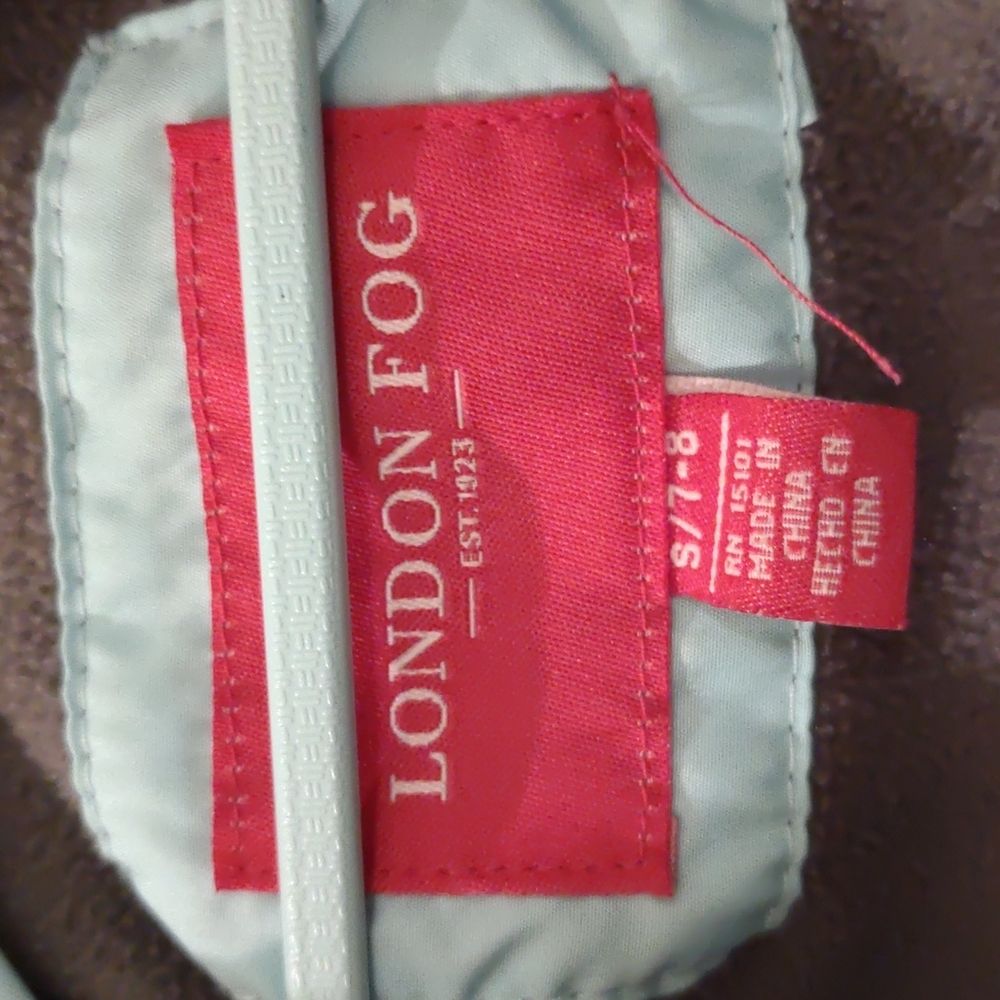 LONDON FOG
EST. 1923
S/7-8
RN 15101
MADE IN
CHINA
HECHO EN
CHINA